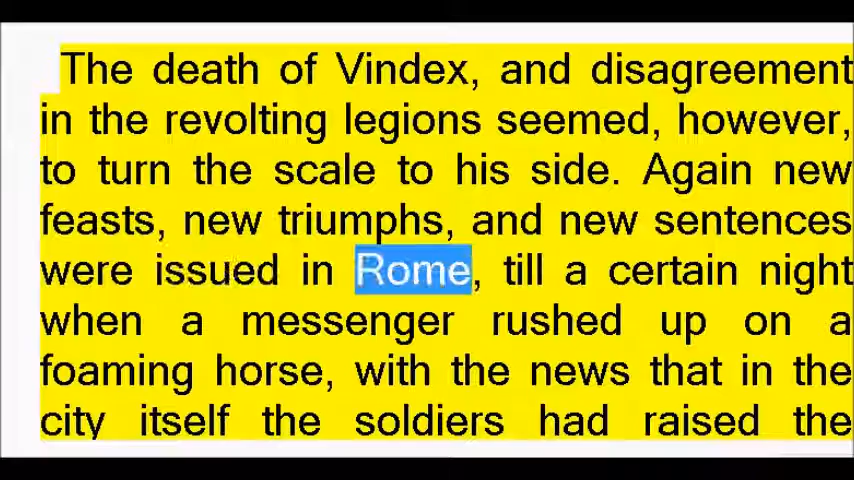 The death of Vindex, and disagreement
in the revolting legions seemed, however,
to turn the scale to his side. Again new
feasts, new triumphs, and new sentences
were issued in Rome, till a certain night
when a messenger rushed up on a
foaming horse, with the news that in the
city itself the soldiers had raised the